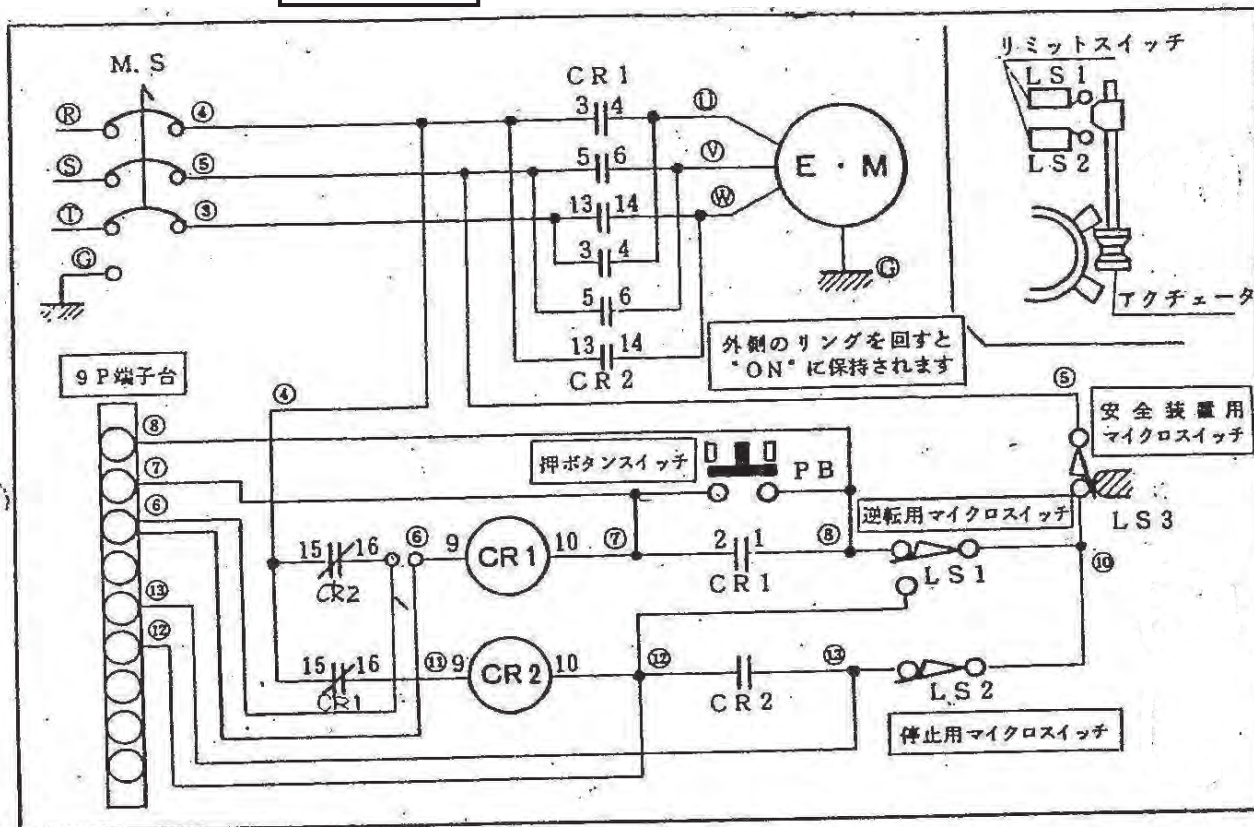 M.S
Ⓡ ④
Ⓢ ⑤
Ⓣ ③
Ⓖ
CR1
3 4
5 6
13 14
3 4
5 6
13 14
CR2
Ⓤ
Ⓥ
Ⓦ
E・M
Ⓖ
リミットスイッチ
LS1
LS2
アクチェータ
外側のリングを回すと
"ON"に保持されます
9P端子台
⑧
⑦
⑥
⑬
⑫
④
押ボタンスイッチ
PB
⑤
安全装置用
マイクロスイッチ
LS3
逆転用マイクロスイッチ
15 16
CR2
⑥ 9
CR1
10 ⑦
2 1
CR1
⑧
LS1
⑩
15 16
CR1
⑪ 9
CR2
10
⑫
CR2
⑬
LS2
停止用マイクロスイッチ